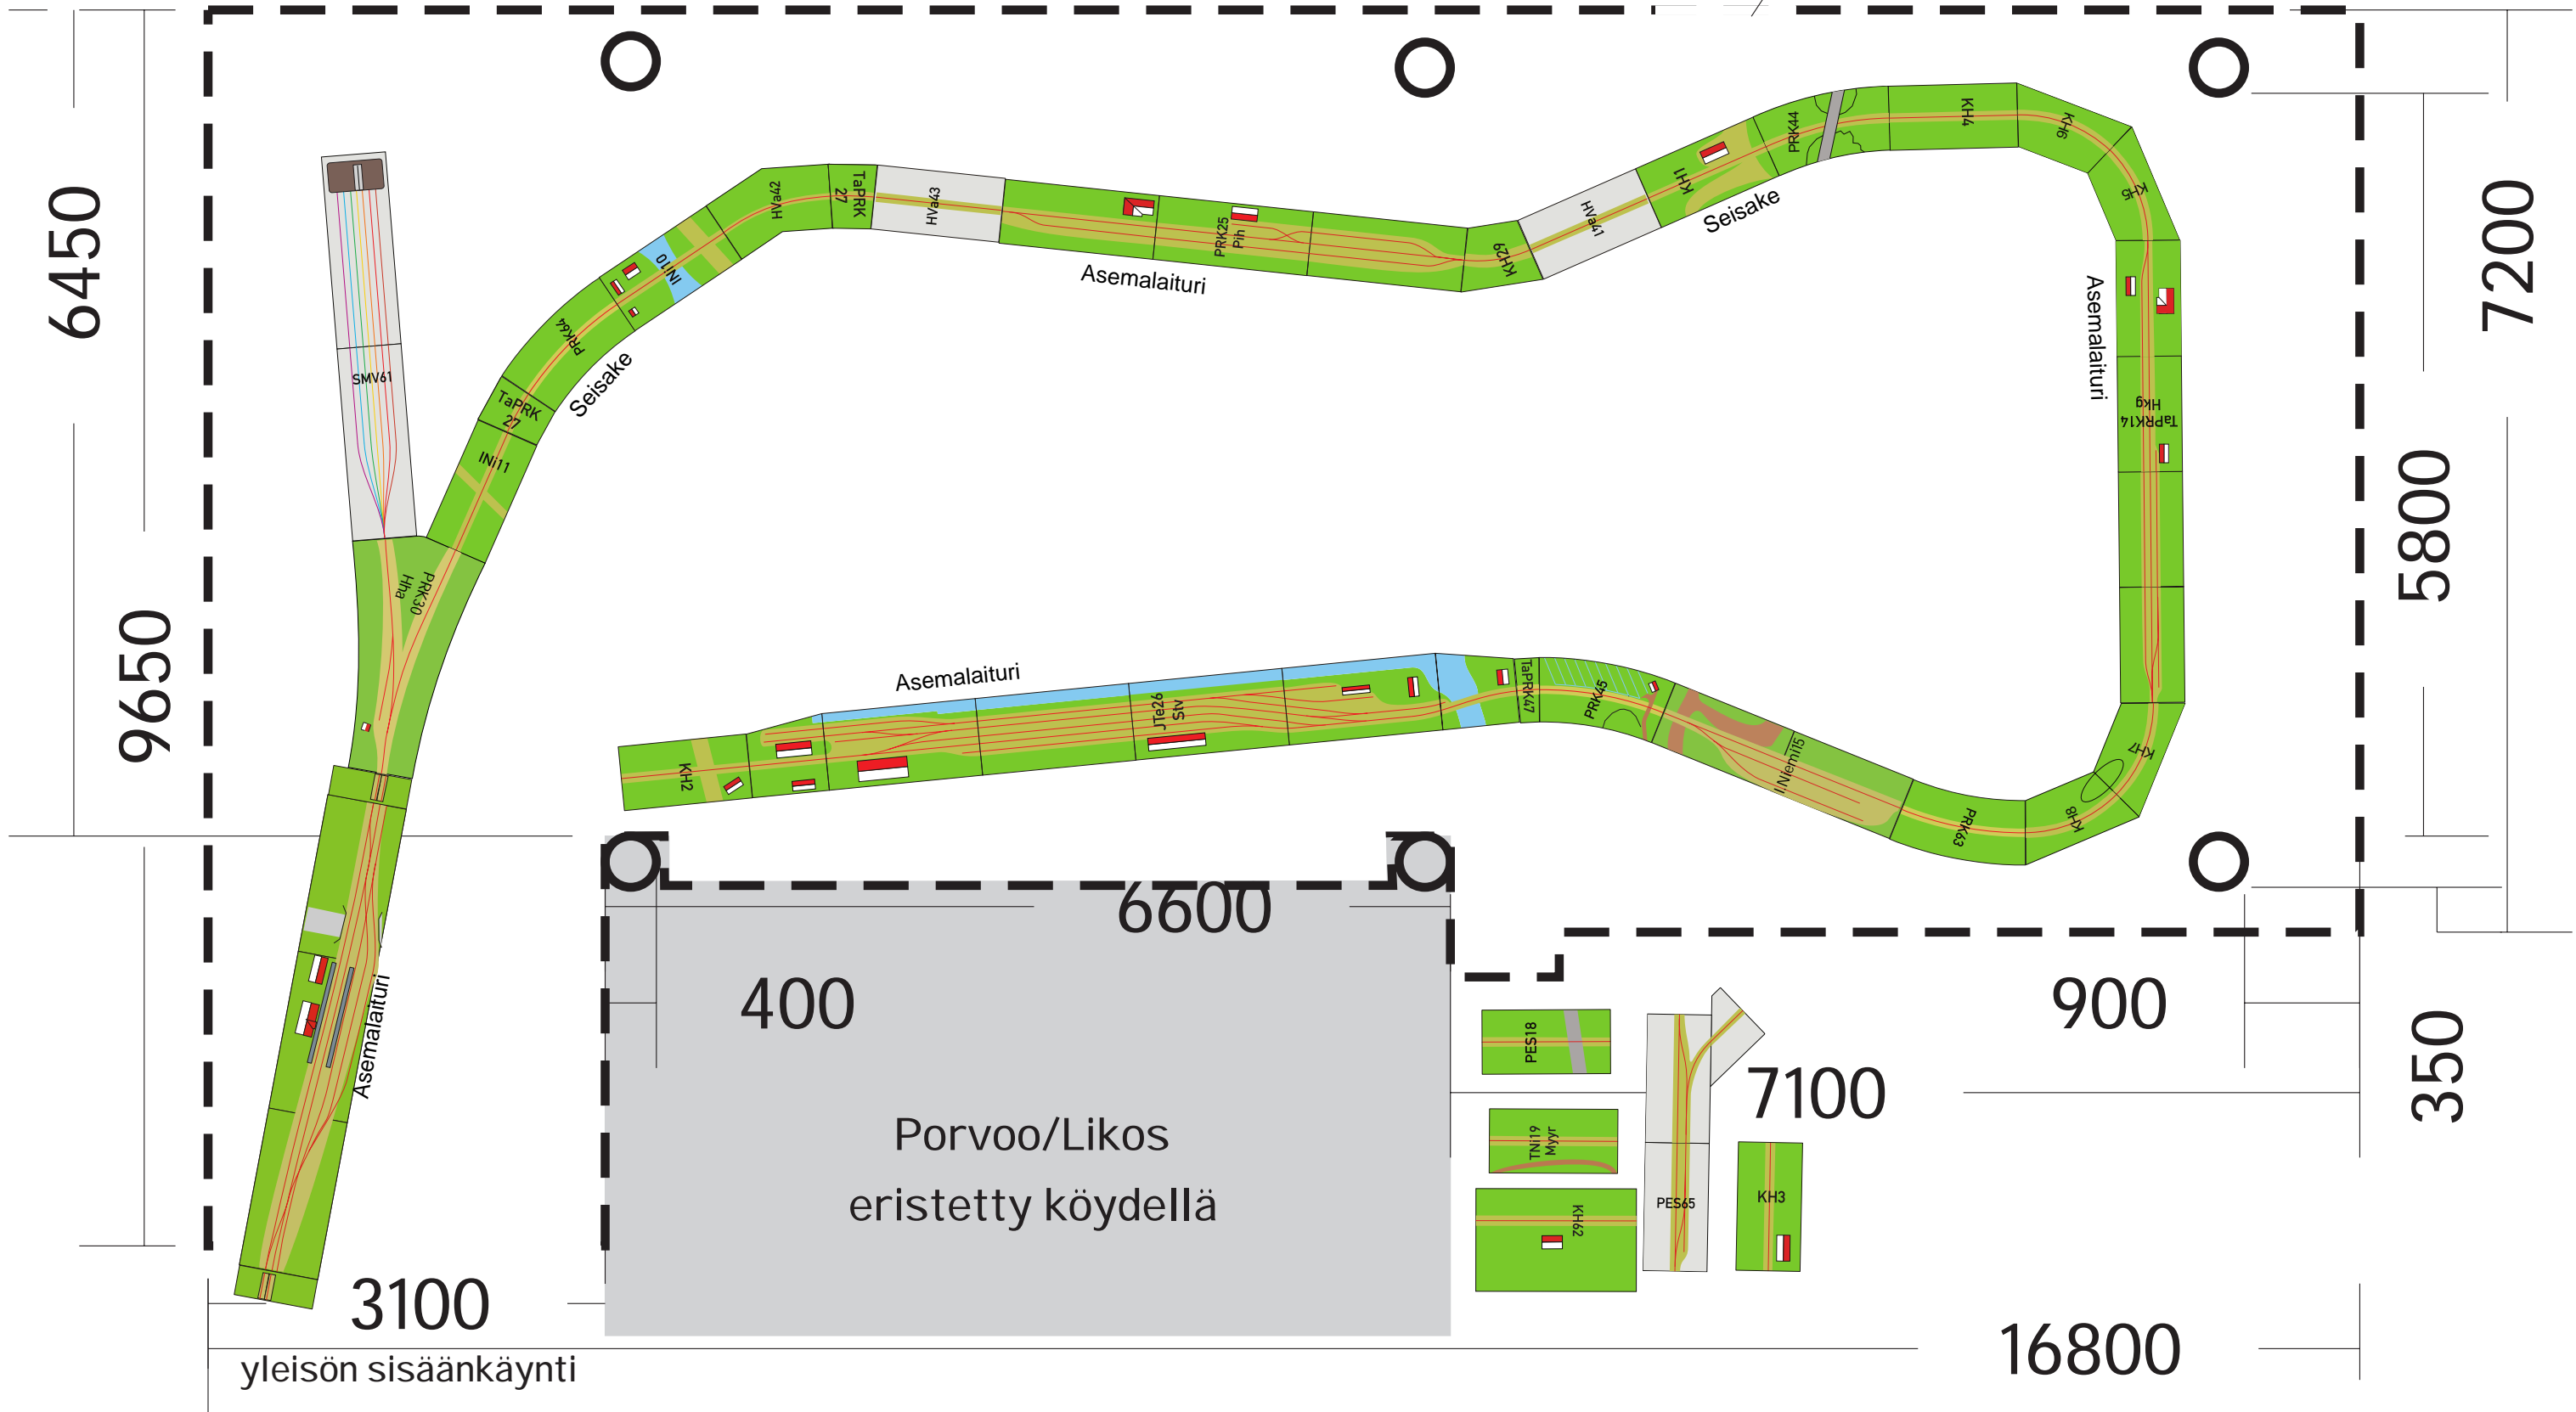 6450
9650
7200
5800
350
900
7100
16800
3100
400
6600
SMV61
PRK30
Hha
INi11
TaPRK
27
PRK64
Seisake
INi10
HVa42
TaPRK
27
HVa43
PRK25
Pih
Asemalaituri
KH29
HVa41
KH1
Seisake
PRK44
KH4
KH6
KH5
Asemalaituri
TaPRK14
Hkg
KH7
KH8
PRK63
INiemi15
PRK45
TaPRK47
JTe26
Stv
Asemalaituri
KH2
Asemalaituri
Porvoo/Likos
eristetty köydellä
PES18
TNi19
Myyr
KH62
PES65
KH3
yleisön sisäänkäynti